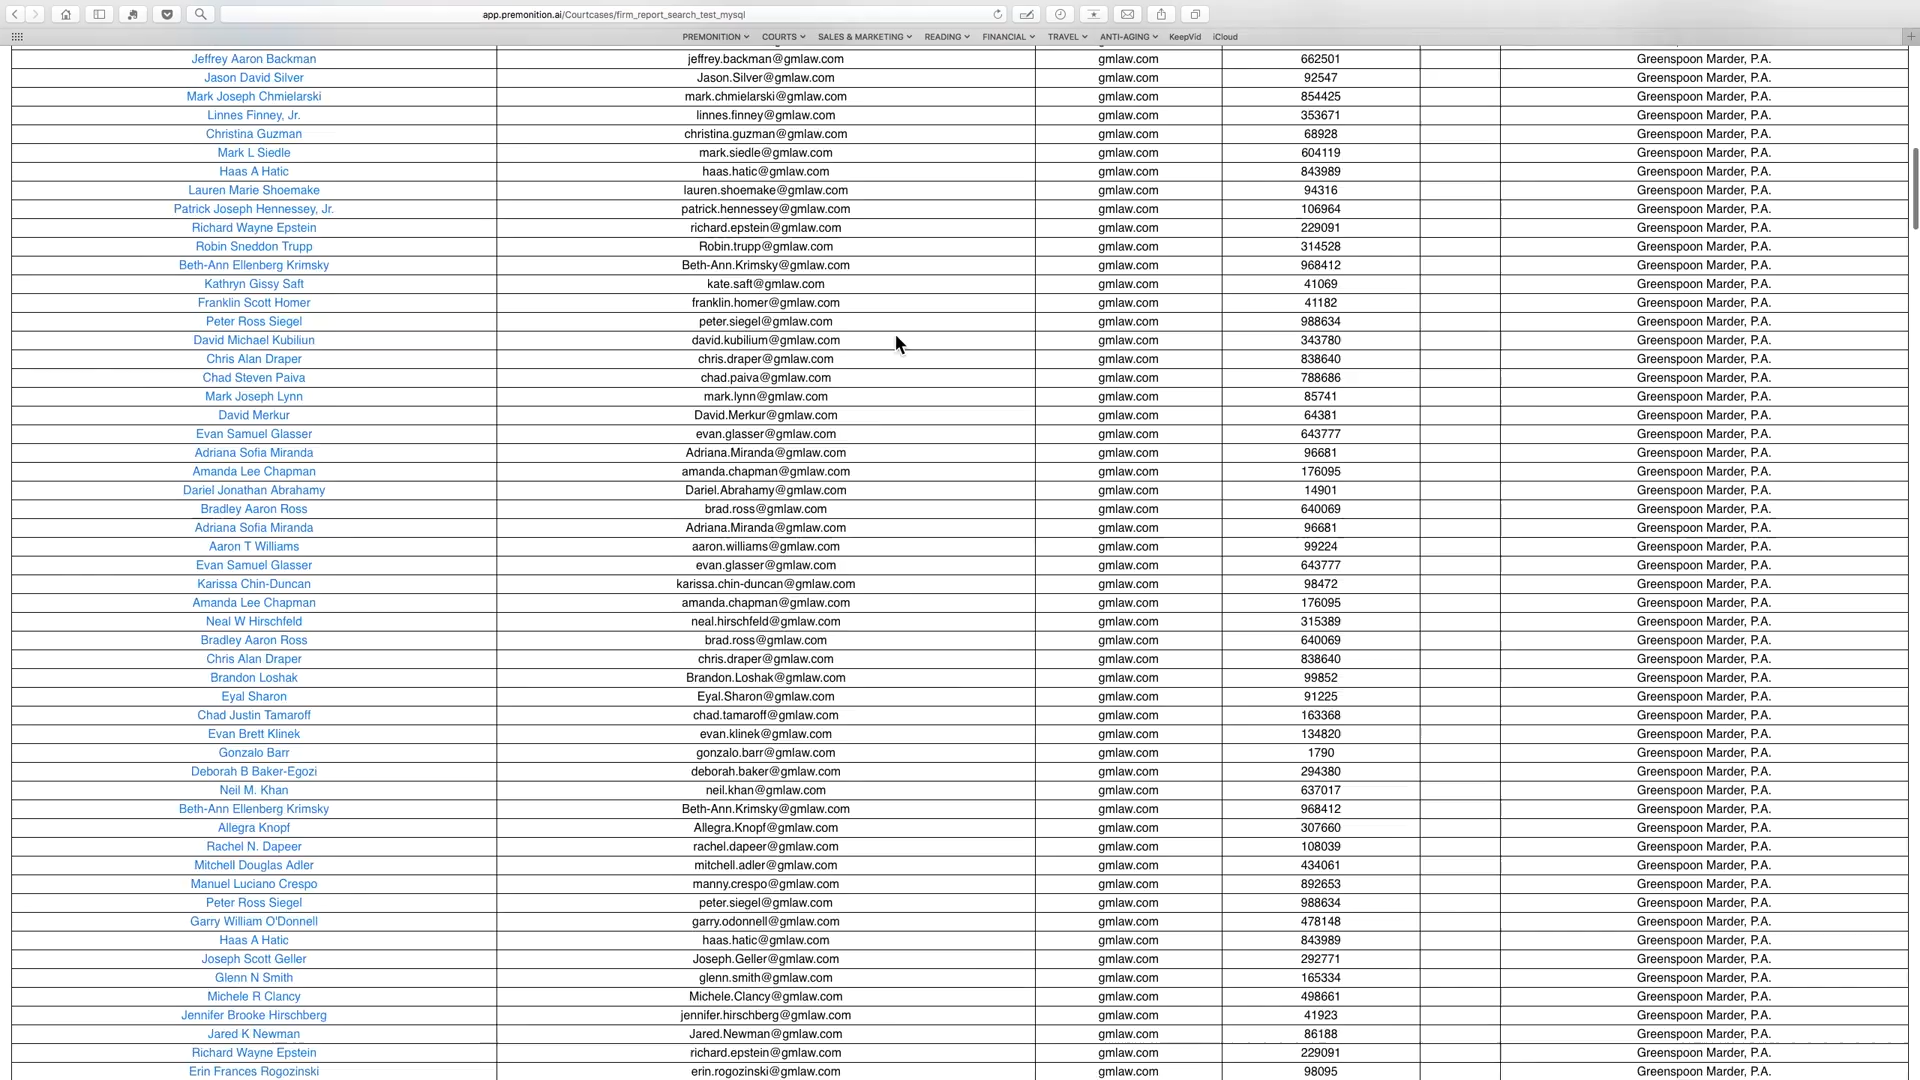 app.premonition.ai/Courtcases/firm_report_search_test_mysql
PREMONITION COURTS SALES & MARKETING READING FINANCIAL TRAVEL ANTI-AGING KeepVid iCloud
Jeffrey Aaron Backman jeffrey.backman@gmlaw.com gmlaw.com 662501 Greenspoon Marder, P.A.
Jason David Silver Jason.Silver@gmlaw.com gmlaw.com 92547 Greenspoon Marder, P.A.
Mark Joseph Chmielarski mark.chmielarski@gmlaw.com gmlaw.com 854425 Greenspoon Marder, P.A.
Linnes Finney, Jr. linnes.finney@gmlaw.com gmlaw.com 353671 Greenspoon Marder, P.A.
Christina Guzman christina.guzman@gmlaw.com gmlaw.com 68928 Greenspoon Marder, P.A.
Mark L Siedle mark.siedle@gmlaw.com gmlaw.com 604119 Greenspoon Marder, P.A.
Haas A Hatic haas.hatic@gmlaw.com gmlaw.com 843989 Greenspoon Marder, P.A.
Lauren Marie Shoemake lauren.shoemake@gmlaw.com gmlaw.com 94316 Greenspoon Marder, P.A.
Patrick Joseph Hennessey, Jr. patrick.hennessey@gmlaw.com gmlaw.com 106964 Greenspoon Marder, P.A.
Richard Wayne Epstein richard.epstein@gmlaw.com gmlaw.com 229091 Greenspoon Marder, P.A.
Robin Sneddon Trupp Robin.trupp@gmlaw.com gmlaw.com 314528 Greenspoon Marder, P.A.
Beth-Ann Ellenberg Krimsky Beth-Ann.Krimsky@gmlaw.com gmlaw.com 968412 Greenspoon Marder, P.A.
Kathryn Gissy Saft kate.saft@gmlaw.com gmlaw.com 41069 Greenspoon Marder, P.A.
Franklin Scott Homer franklin.homer@gmlaw.com gmlaw.com 41182 Greenspoon Marder, P.A.
Peter Ross Siegel peter.siegel@gmlaw.com gmlaw.com 988634 Greenspoon Marder, P.A.
David Michael Kubiliun david.kubilium@gmlaw.com gmlaw.com 343780 Greenspoon Marder, P.A.
Chris Alan Draper chris.draper@gmlaw.com gmlaw.com 838640 Greenspoon Marder, P.A.
Chad Steven Paiva chad.paiva@gmlaw.com gmlaw.com 788686 Greenspoon Marder, P.A.
Mark Joseph Lynn mark.lynn@gmlaw.com gmlaw.com 85741 Greenspoon Marder, P.A.
David Merkur David.Merkur@gmlaw.com gmlaw.com 64381 Greenspoon Marder, P.A.
Evan Samuel Glasser evan.glasser@gmlaw.com gmlaw.com 643777 Greenspoon Marder, P.A.
Adriana Sofia Miranda Adriana.Miranda@gmlaw.com gmlaw.com 96681 Greenspoon Marder, P.A.
Amanda Lee Chapman amanda.chapman@gmlaw.com gmlaw.com 176095 Greenspoon Marder, P.A.
Dariel Jonathan Abrahamy Dariel.Abrahamy@gmlaw.com gmlaw.com 14901 Greenspoon Marder, P.A.
Bradley Aaron Ross brad.ross@gmlaw.com gmlaw.com 640069 Greenspoon Marder, P.A.
Adriana Sofia Miranda Adriana.Miranda@gmlaw.com gmlaw.com 96681 Greenspoon Marder, P.A.
Aaron T Williams aaron.williams@gmlaw.com gmlaw.com 99224 Greenspoon Marder, P.A.
Evan Samuel Glasser evan.glasser@gmlaw.com gmlaw.com 643777 Greenspoon Marder, P.A.
Karissa Chin-Duncan karissa.chin-duncan@gmlaw.com gmlaw.com 98472 Greenspoon Marder, P.A.
Amanda Lee Chapman amanda.chapman@gmlaw.com gmlaw.com 176095 Greenspoon Marder, P.A.
Neal W Hirschfeld neal.hirschfeld@gmlaw.com gmlaw.com 315389 Greenspoon Marder, P.A.
Bradley Aaron Ross brad.ross@gmlaw.com gmlaw.com 640069 Greenspoon Marder, P.A.
Chris Alan Draper chris.draper@gmlaw.com gmlaw.com 838640 Greenspoon Marder, P.A.
Brandon Loshak Brandon.Loshak@gmlaw.com gmlaw.com 99852 Greenspoon Marder, P.A.
Eyal Sharon Eyal.Sharon@gmlaw.com gmlaw.com 91225 Greenspoon Marder, P.A.
Chad Justin Tamaroff chad.tamaroff@gmlaw.com gmlaw.com 163368 Greenspoon Marder, P.A.
Evan Brett Klinek evan.klinek@gmlaw.com gmlaw.com 134820 Greenspoon Marder, P.A.
Gonzalo Barr gonzalo.barr@gmlaw.com gmlaw.com 1790 Greenspoon Marder, P.A.
Deborah B Baker-Egozi deborah.baker@gmlaw.com gmlaw.com 294380 Greenspoon Marder, P.A.
Neil M. Khan neil.khan@gmlaw.com gmlaw.com 637017 Greenspoon Marder, P.A.
Beth-Ann Ellenberg Krimsky Beth-Ann.Krimsky@gmlaw.com gmlaw.com 968412 Greenspoon Marder, P.A.
Allegra Knopf Allegra.Knopf@gmlaw.com gmlaw.com 307660 Greenspoon Marder, P.A.
Rachel N. Dapeer rachel.dapeer@gmlaw.com gmlaw.com 108039 Greenspoon Marder, P.A.
Mitchell Douglas Adler mitchell.adler@gmlaw.com gmlaw.com 434061 Greenspoon Marder, P.A.
Manuel Luciano Crespo manny.crespo@gmlaw.com gmlaw.com 892653 Greenspoon Marder, P.A.
Peter Ross Siegel peter.siegel@gmlaw.com gmlaw.com 988634 Greenspoon Marder, P.A.
Garry William O'Donnell garry.odonnell@gmlaw.com gmlaw.com 478148 Greenspoon Marder, P.A.
Haas A Hatic haas.hatic@gmlaw.com gmlaw.com 843989 Greenspoon Marder, P.A.
Joseph Scott Geller Joseph.Geller@gmlaw.com gmlaw.com 292771 Greenspoon Marder, P.A.
Glenn N Smith glenn.smith@gmlaw.com gmlaw.com 165334 Greenspoon Marder, P.A.
Michele R Clancy Michele.Clancy@gmlaw.com gmlaw.com 498661 Greenspoon Marder, P.A.
Jennifer Brooke Hirschberg jennifer.hirschberg@gmlaw.com gmlaw.com 41923 Greenspoon Marder, P.A.
Jared K Newman Jared.Newman@gmlaw.com gmlaw.com 86188 Greenspoon Marder, P.A.
Richard Wayne Epstein richard.epstein@gmlaw.com gmlaw.com 229091 Greenspoon Marder, P.A.
Erin Frances Rogozinski erin.rogozinski@gmlaw.com gmlaw.com 98095 Greenspoon Marder, P.A.